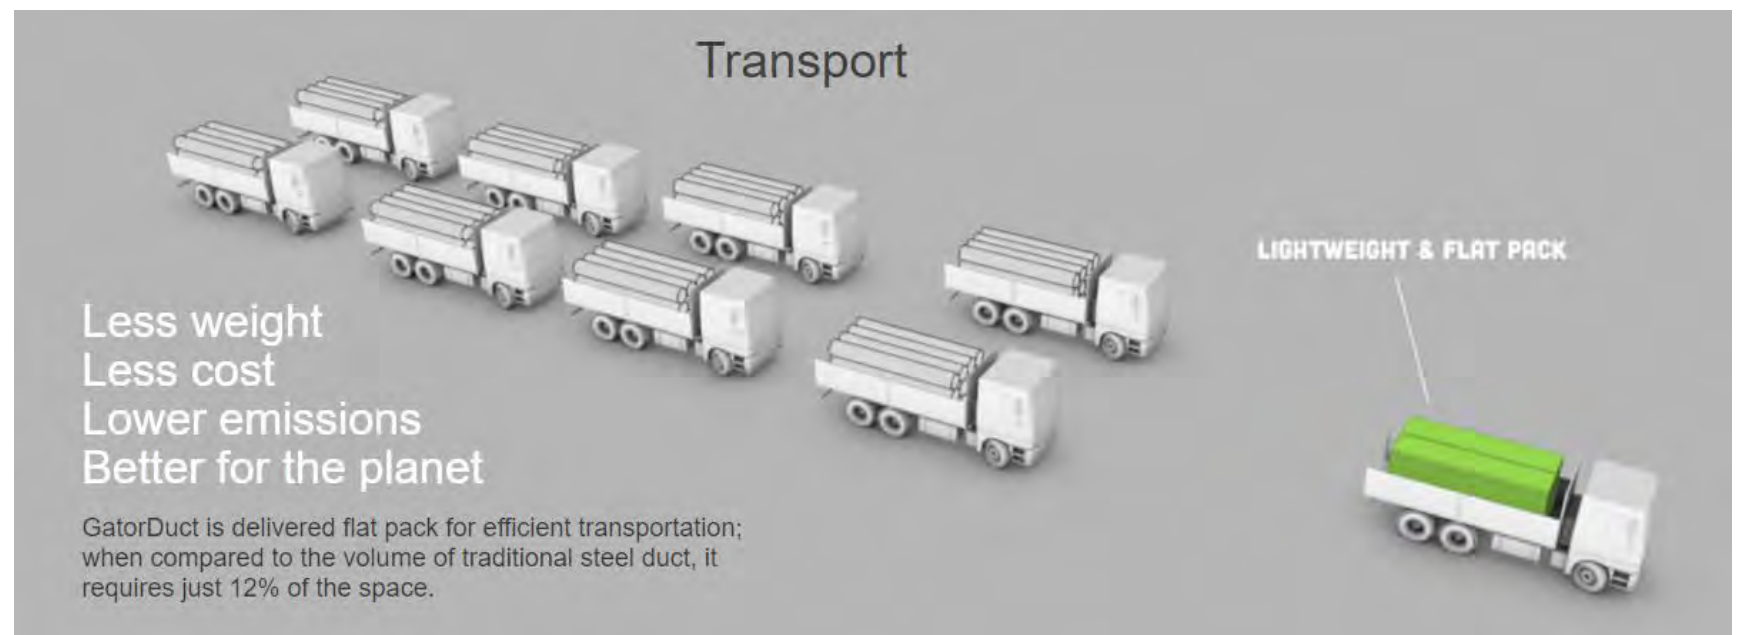 Transport
LIGHTWEIGHT & FLAT PACK
Less weight
Less cost
Lower emissions
Better for the planet
GatorDuct is delivered flat pack for efficient transportation;
when compared to the volume of traditional steel duct, it
requires just 12% of the space.